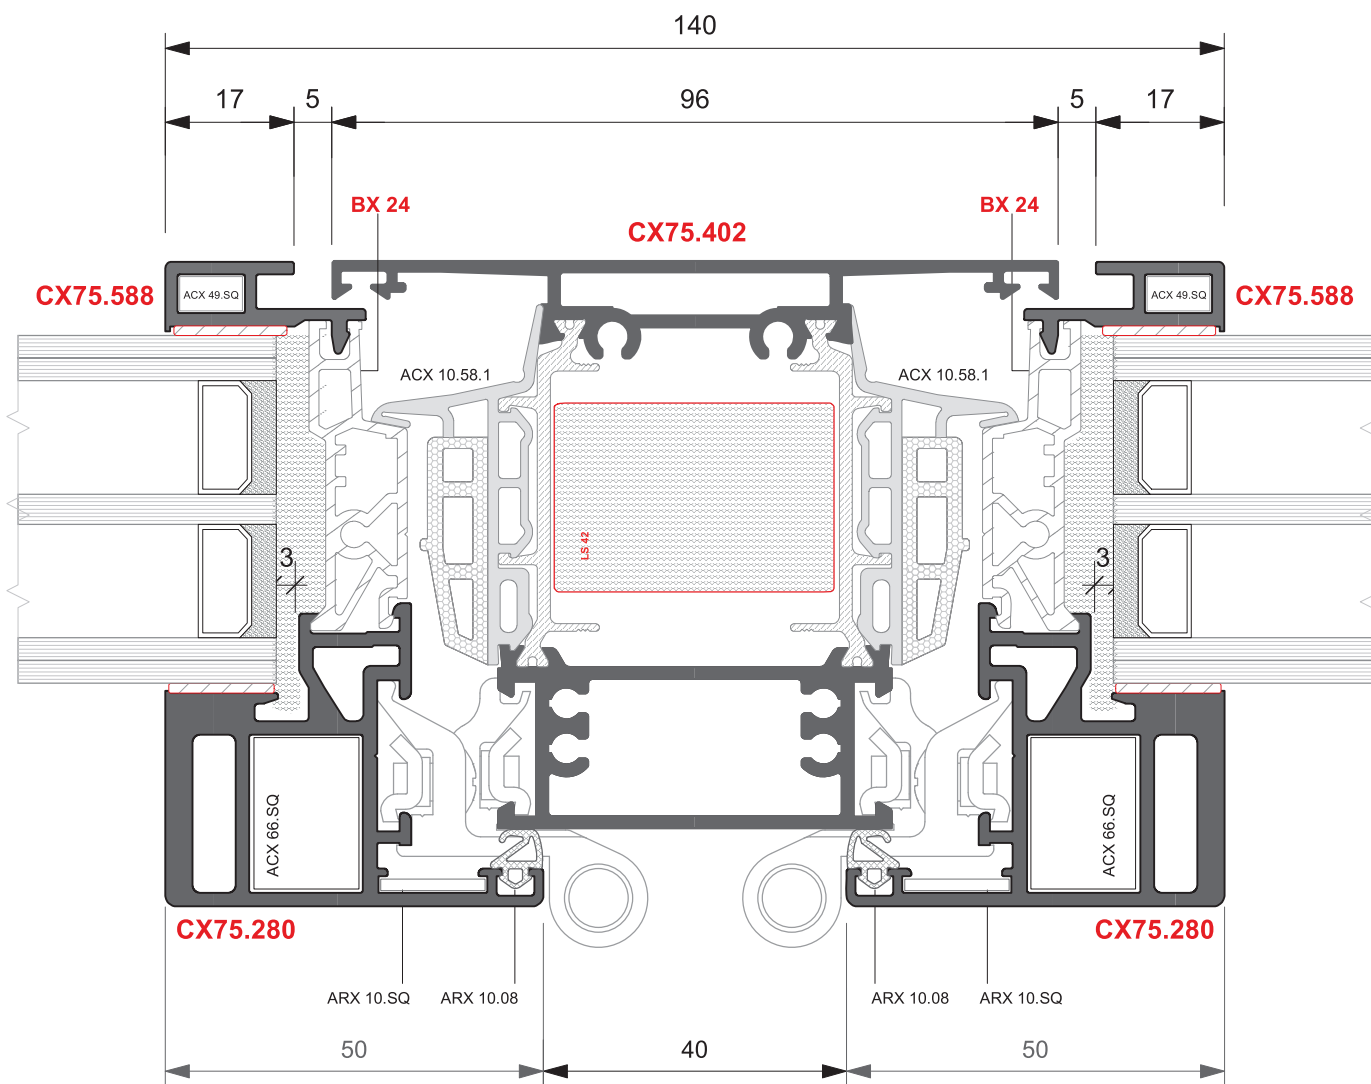 140
17 5 96 5 17
BX 24 BX 24
CX75.402
CX75.588 ACX 49.SQ ACX 49.SQ CX75.588
ACX 10.58.1 ACX 10.58.1
LS 42
3 3
ACX 66.SQ ACX 66.SQ
CX75.280 CX75.280
ARX 10.SQ ARX 10.08 ARX 10.08 ARX 10.SQ
50 40 50